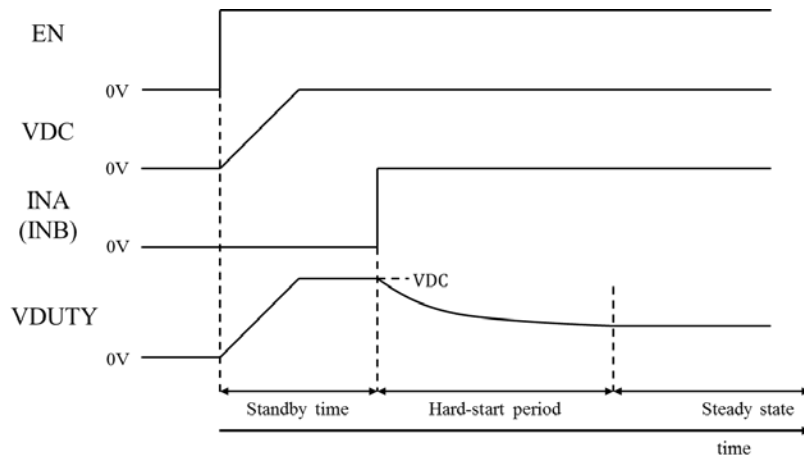 EN
0V
VDC
0V
INA
(INB)
0V
VDC
VDUTY
0V
Standby time
Hard-start period
Steady state
time